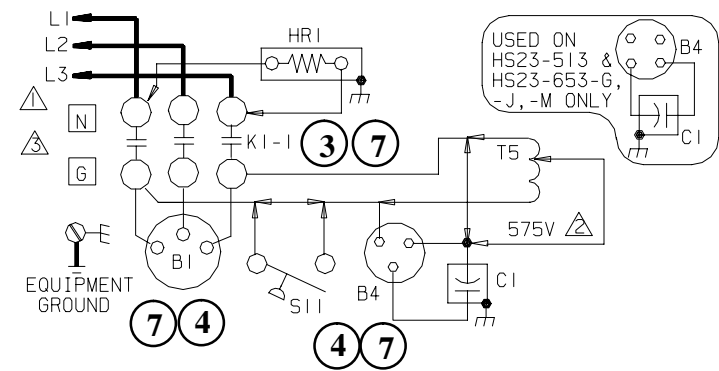 L1
L2
L3
HR1
USED ON
HS23-513 &
HS23-653-G,
-J,-M ONLY
B4
C1
1
N
3
K1-1
3 7
G
T5
575V 2
B1
B4
C1
S11
EQUIPMENT
GROUND
7 4
4 7